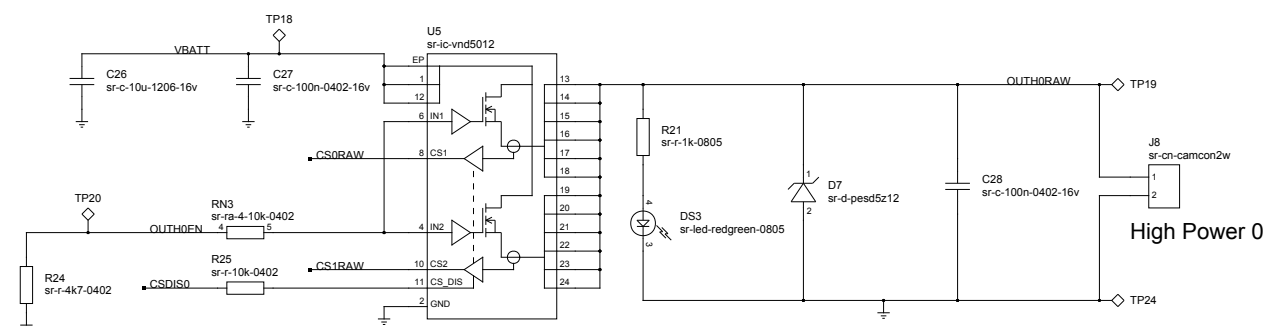 TP18
U5
sr-ic-vnd5012
VBATT
EP
C26
sr-c-10u-1206-16v
C27
sr-c-100n-0402-16v
1
12
13
14
15
16
17
18
19
20
21
22
23
24
OUTH0RAW
TP19
6 IN1
CS0RAW
8 CS1
R21
sr-r-1k-0805
J8
sr-cn-camcon2w
1
2
D7
sr-d-pesd5z12
1
2
C28
sr-c-100n-0402-16v
TP20
RN3
sr-ra-4-10k-0402
OUTH0EN
4 5
4 IN2
4
DS3
sr-led-redgreen-0805
3
High Power 0
R24
sr-r-4k7-0402
R25
sr-r-10k-0402
CS1RAW
10 CS2
CSDIS0
11 CS_DIS
2 GND
TP24